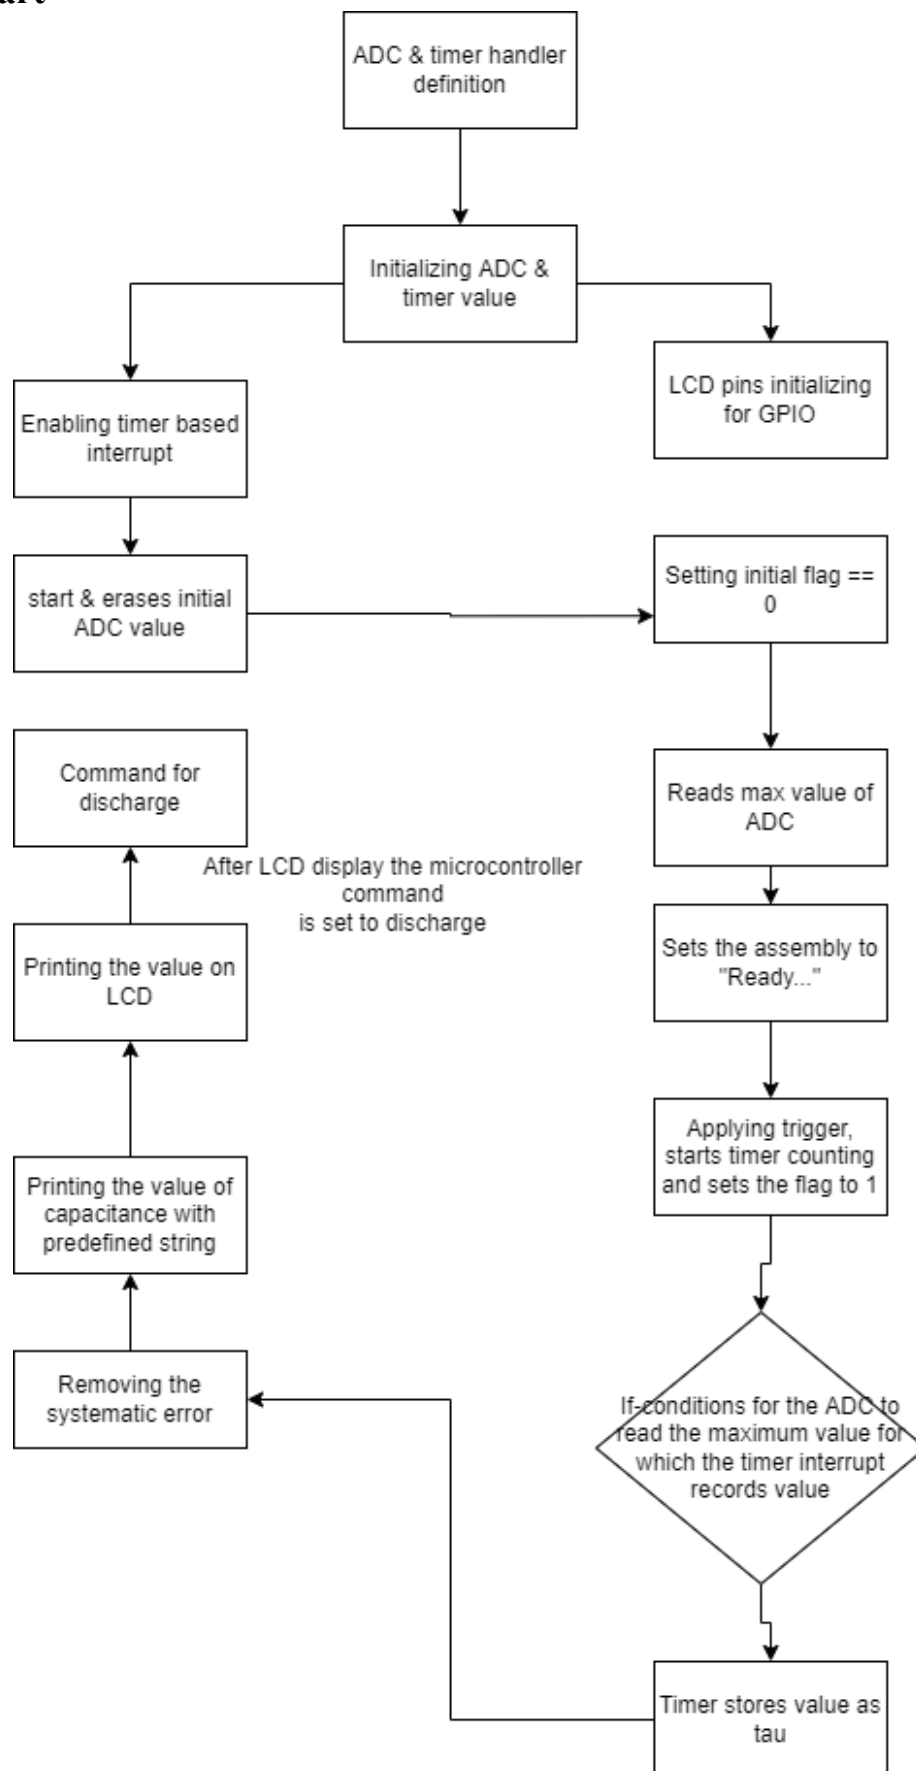 ADC & timer handler
definition
Initializing ADC &
timer value
LCD pins initializing
for GPIO
Enabling timer based
interrupt
start & erases initial
ADC value
Setting initial flag ==
0
Command for
discharge
Reads max value of
ADC
After LCD display the microcontroller
command
is set to discharge
Printing the value on
LCD
Sets the assembly to
"Ready..."
Applying trigger,
starts timer counting
and sets the flag to 1
Printing the value of
capacitance with
predefined string
Removing the
systematic error
If-conditions for the ADC to
read the maximum value for
which the timer interrupt
records value
Timer stores value as
tau